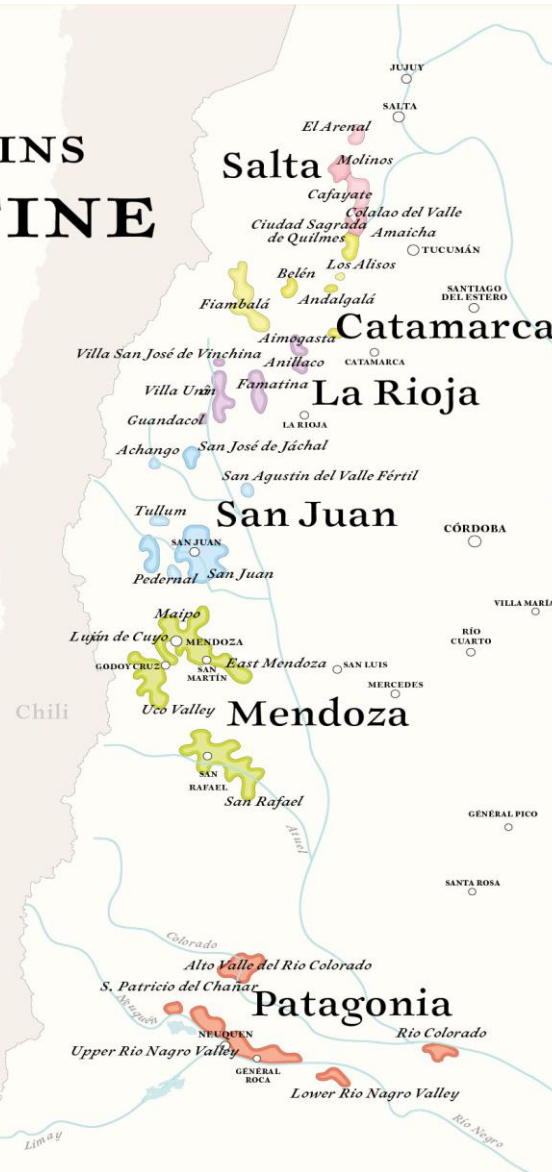 INS
TINE
JUJUY
SALTA
El Arenal
Salta
Molinos
Cafayate
Colalao del Valle
Ciudad Sagrada
de Quilmes
Amaicha
TUCUMÁN
Los Alisos
Belén
Andalgalá
SANTIAGO
DEL ESTERO
Fiambalá
Catamarca
Aimogasta
Villa San José de Vinchina
Anillaco
CATAMARCA
Villa Unión
Famatina
La Rioja
Guandacol
LA RIOJA
Achango
San José de Jáchal
San Agustin del Valle Fértil
Tullum
San Juan
SAN JUAN
CÓRDOBA
Pedernal
San Juan
VILLA MARÍA
Maipo
Luján de Cuyo
MENDOZA
RÍO
CUARTO
GODOY CRUZ
SAN
MARTÍN
East Mendoza
SAN LUIS
MERCEDES
Uco Valley
Mendoza
Chili
SAN
RAFAEL
San Rafael
Atuel
GÉNÉRAL PICO
SANTA ROSA
Colorado
Alto Valle del Rio Colorado
S. Patricio del Chañar
Neuquén
Patagonia
NEUQUEN
Rio Colorado
Upper Rio Nagro Valley
GÉNÉRAL
ROCA
Lower Rio Nagro Valley
Río Negro
Limay